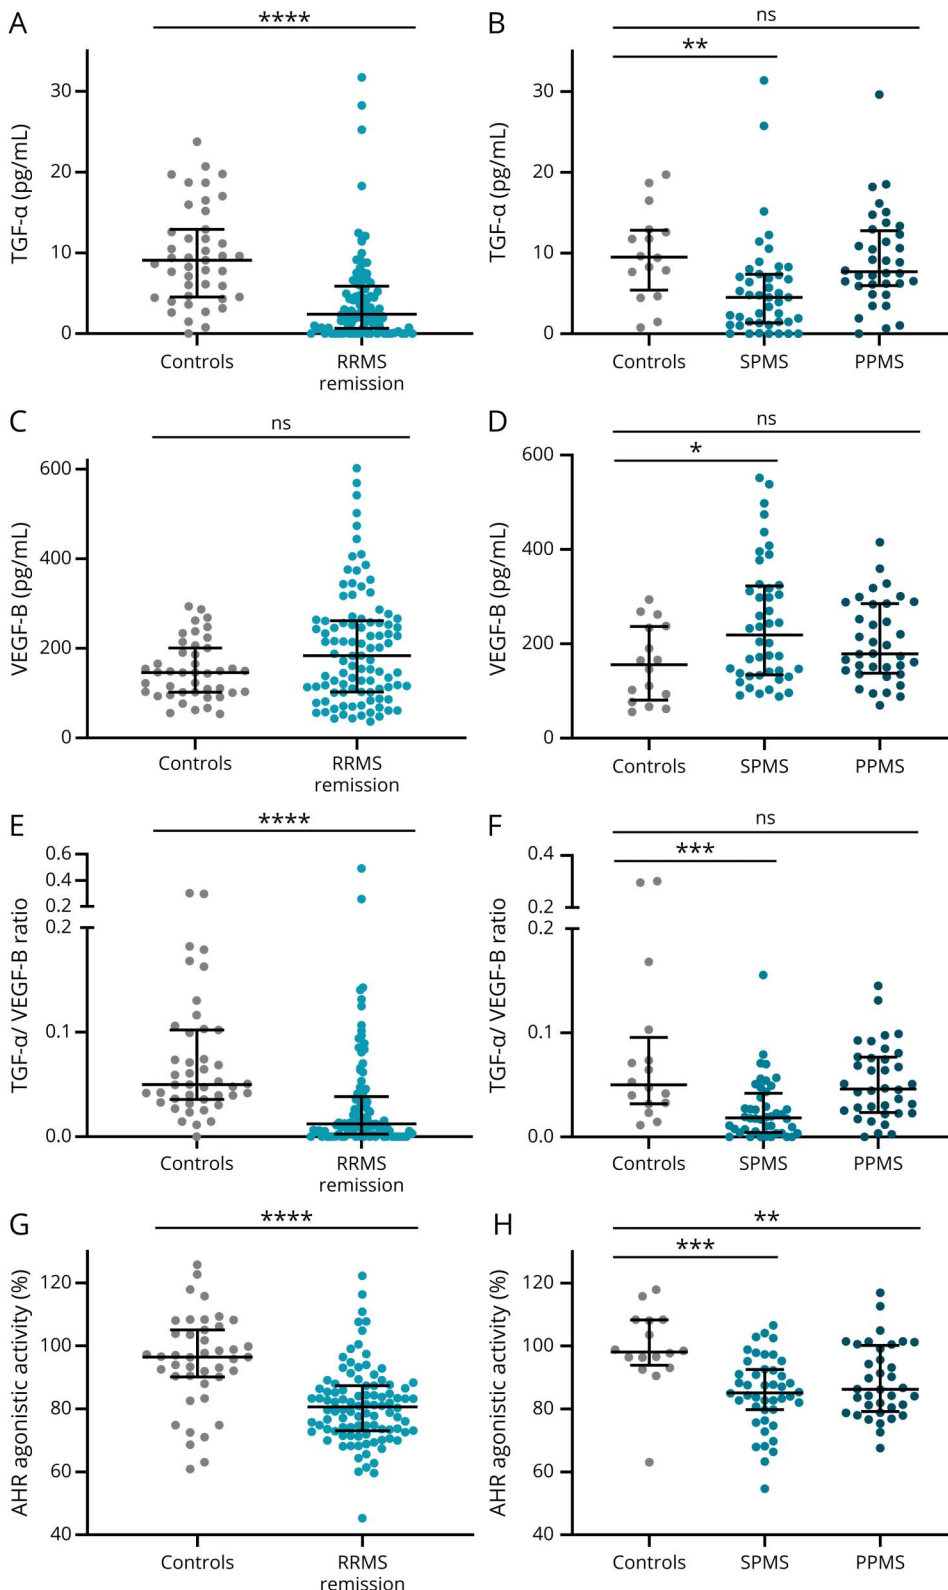 A
****
TGF-α (pg/mL)
30
20
10
0
Controls
RRMS
remission
B
ns
**
TGF-α (pg/mL)
30
20
10
0
Controls
SPMS
PPMS
C
ns
VEGF-B (pg/mL)
600
400
200
0
Controls
RRMS
remission
D
ns
*
VEGF-B (pg/mL)
600
400
200
0
Controls
SPMS
PPMS
E
****
TGF-α/ VEGF-B ratio
0.6
0.4
0.2
0.2
0.1
0.0
Controls
RRMS
remission
F
ns
***
TGF-α/ VEGF-B ratio
0.4
0.2
0.2
0.1
0.0
Controls
SPMS
PPMS
G
****
AHR agonistic activity (%)
120
100
80
60
40
Controls
RRMS
remission
H
**
***
AHR agonistic activity (%)
120
100
80
60
40
Controls
SPMS
PPMS